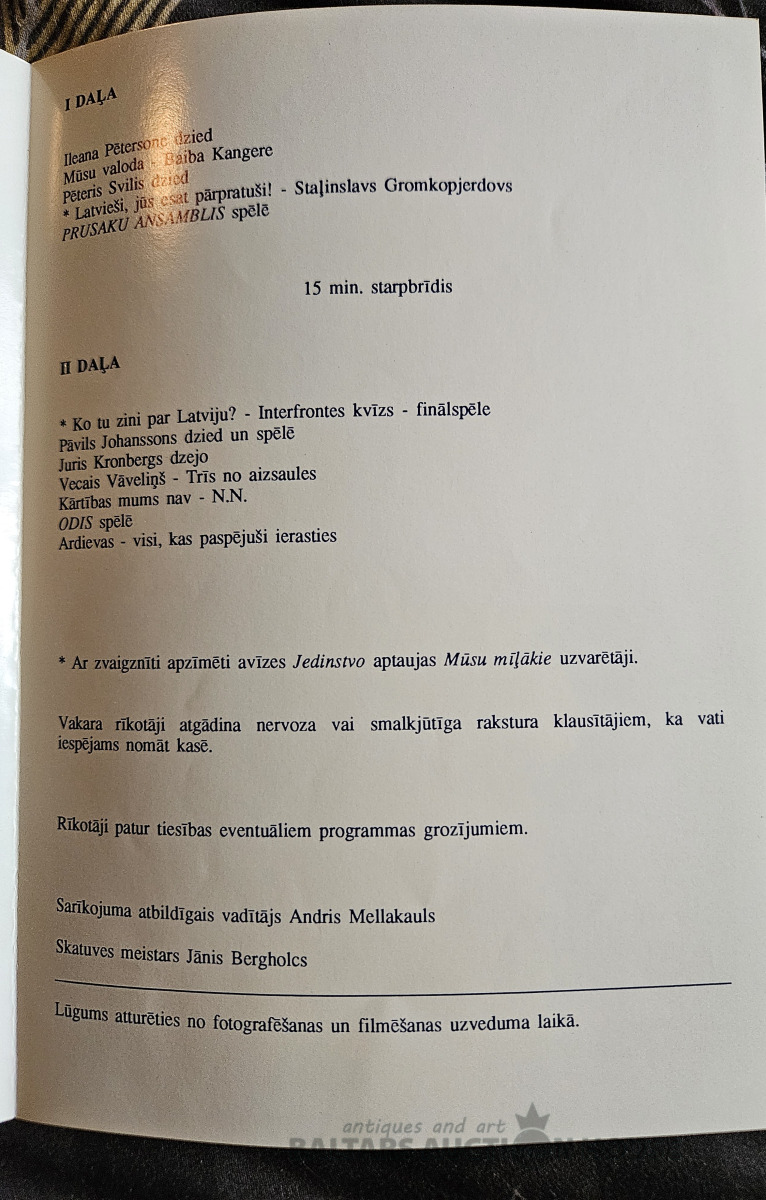 I DAĻA
Ileana Pētersone dzied
Mūsu valoda - Baiba Kangere
Pēteris Svilis dzied
* Latvieši, jūs esat pārpratuši! - Staļinslavs Gromkopjerdovs
PRUSAKU ANSAMBLIS spēlē
15 min. starpbrīdis
II DAĻA
* Ko tu zini par Latviju? - Interfrontes kvīzs - finālspēle
Pāvils Johanssons dzied un spēlē
Juris Kronbergs dzejo
Vecais Vāveliņš - Trīs no aizsaules
Kārtības mums nav - N.N.
ODIS spēlē
Ardievas - visi, kas paspējuši ierasties
* Ar zvaigznīti apzīmēti avīzes Jedinstvo aptaujas Mūsu mīļākie uzvarētāji.
Vakara rīkotāji atgādina nervoza vai smalkjūtīga rakstura klausītājiem, ka vati
iespējams nomāt kasē.
Rīkotāji patur tiesības eventuāliem programmas grozījumiem.
Sarīkojuma atbildīgais vadītājs Andris Mellakauls
Skatuves meistars Jānis Bergholcs
Lūgums atturēties no fotografēšanas un filmēšanas uzveduma laikā.
antiques and art